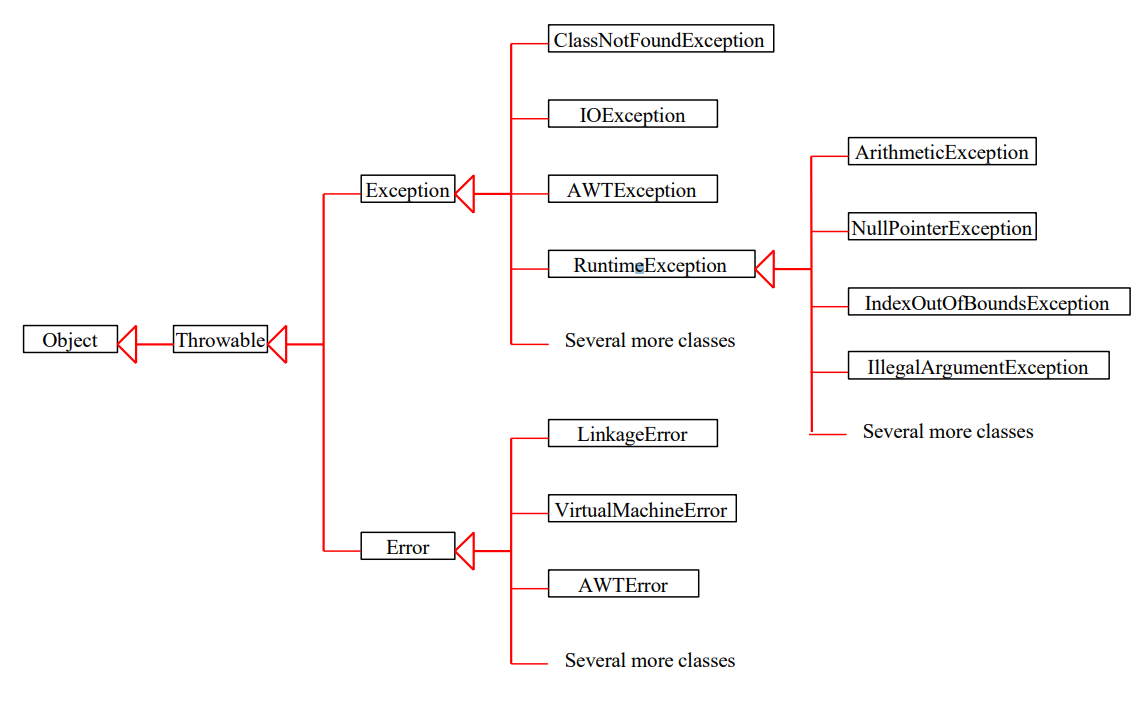 Object
Throwable
Exception
ClassNotFoundException
IOException
AWTException
RuntimeException
ArithmeticException
NullPointerException
IndexOutOfBoundsException
IllegalArgumentException
Several more classes
Several more classes
Error
LinkageError
VirtualMachineError
AWTError
Several more classes